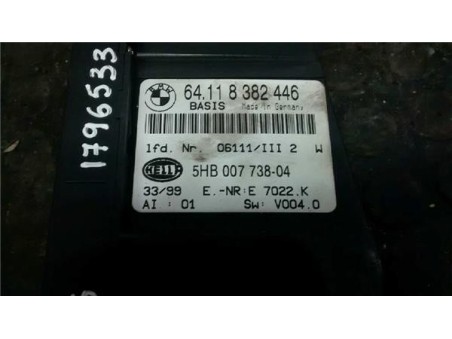 1796533
BMW
64.11 8 382 446
BASIS Made in Germany
lfd. Nr. 06111/III 2 W
HELLA
5HB 007 738-04
33/99 E.-NR:E 7022.K
AI : 01 SW: V004.0